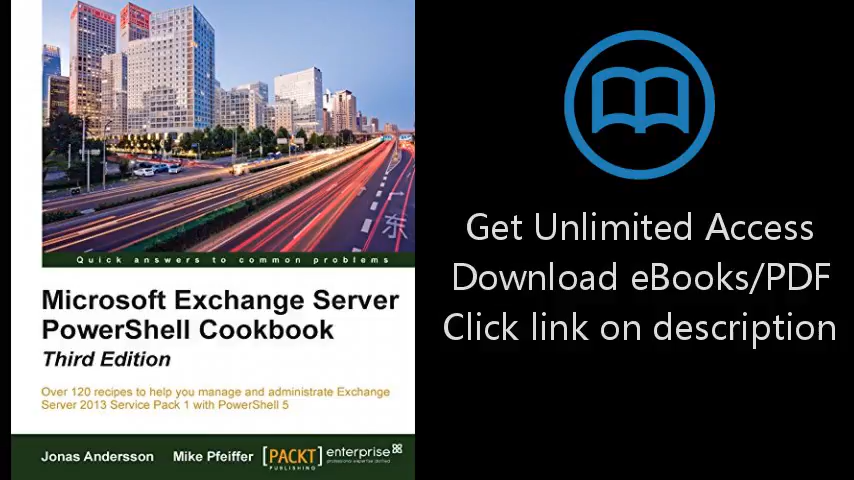 东
Quick answers to common problems
Microsoft Exchange Server
PowerShell Cookbook
Third Edition
Over 120 recipes to help you manage and administrate Exchange
Server 2013 Service Pack 1 with PowerShell 5
Jonas Andersson Mike Pfeiffer [PACKT] enterprise
PUBLISHING
Get Unlimited Access
Download eBooks/PDF
Click link on description